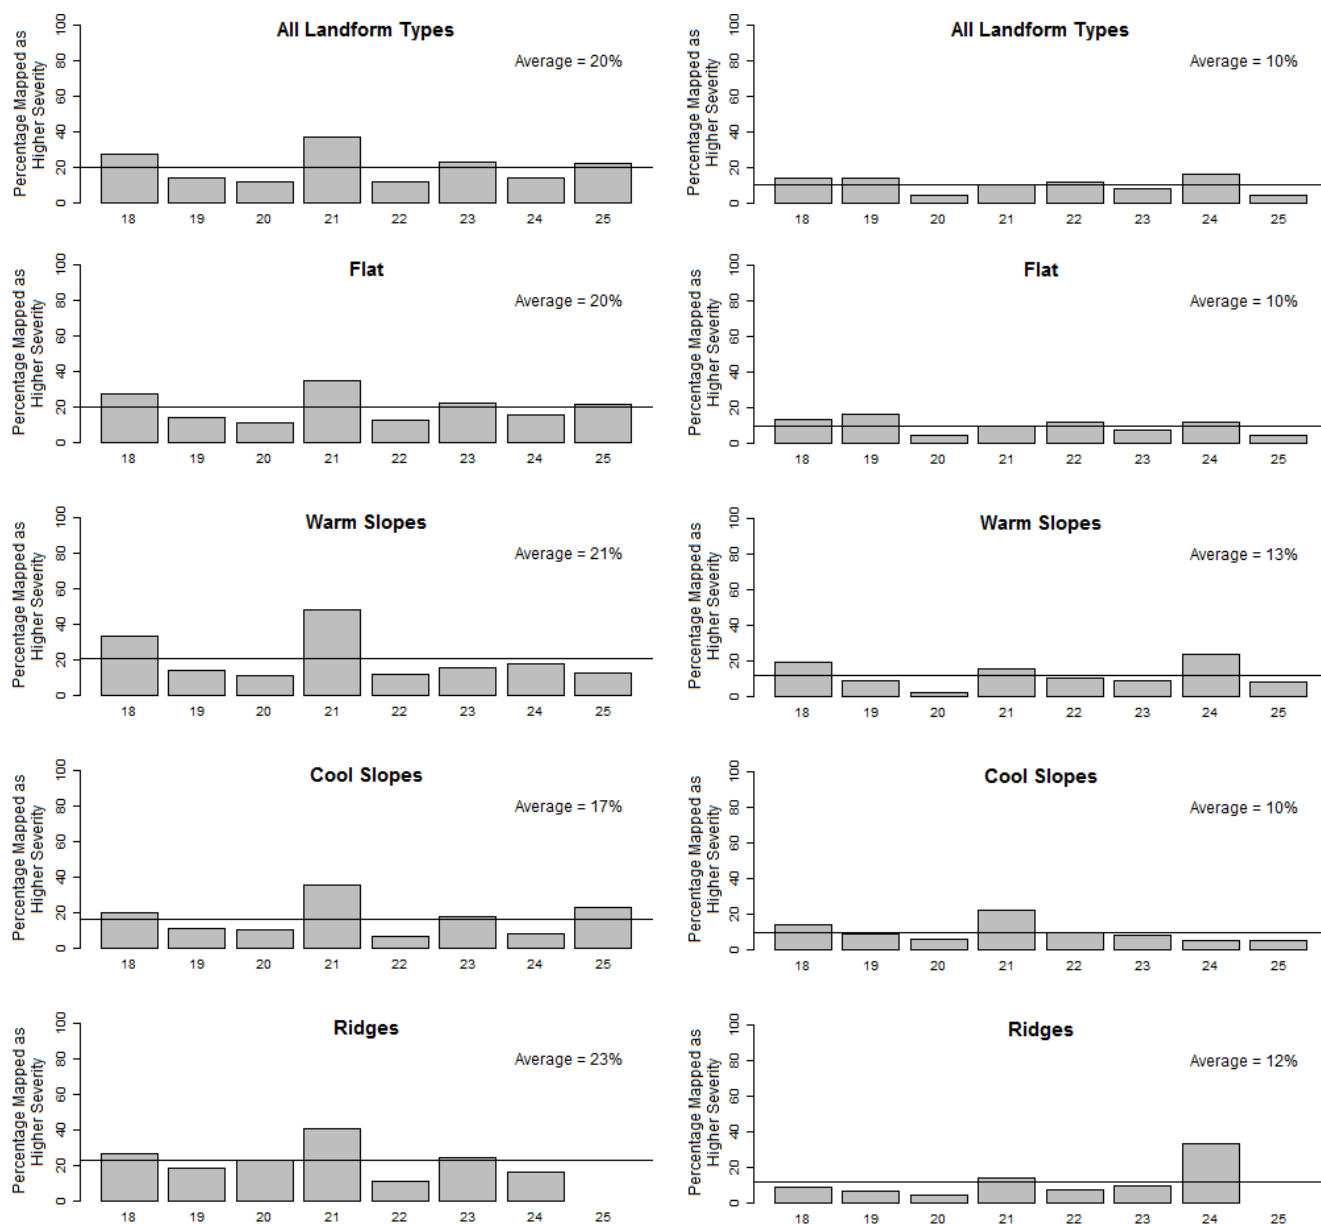 All Landform Types
Average = 20%
Percentage Mapped as
Higher Severity
0 20 40 60 80 100
18 19 20 21 22 23 24 25
All Landform Types
Average = 10%
Percentage Mapped as
Higher Severity
0 20 40 60 80 100
18 19 20 21 22 23 24 25
Flat
Average = 20%
Percentage Mapped as
Higher Severity
0 20 40 60 80 100
18 19 20 21 22 23 24 25
Flat
Average = 10%
Percentage Mapped as
Higher Severity
0 20 40 60 80 100
18 19 20 21 22 23 24 25
Warm Slopes
Average = 21%
Percentage Mapped as
Higher Severity
0 20 40 60 80 100
18 19 20 21 22 23 24 25
Warm Slopes
Average = 13%
Percentage Mapped as
Higher Severity
0 20 40 60 80 100
18 19 20 21 22 23 24 25
Cool Slopes
Average = 17%
Percentage Mapped as
Higher Severity
0 20 40 60 80 100
18 19 20 21 22 23 24 25
Cool Slopes
Average = 10%
Percentage Mapped as
Higher Severity
0 20 40 60 80 100
18 19 20 21 22 23 24 25
Ridges
Average = 23%
Percentage Mapped as
Higher Severity
0 20 40 60 80 100
18 19 20 21 22 23 24 25
Ridges
Average = 12%
Percentage Mapped as
Higher Severity
0 20 40 60 80 100
18 19 20 21 22 23 24 25